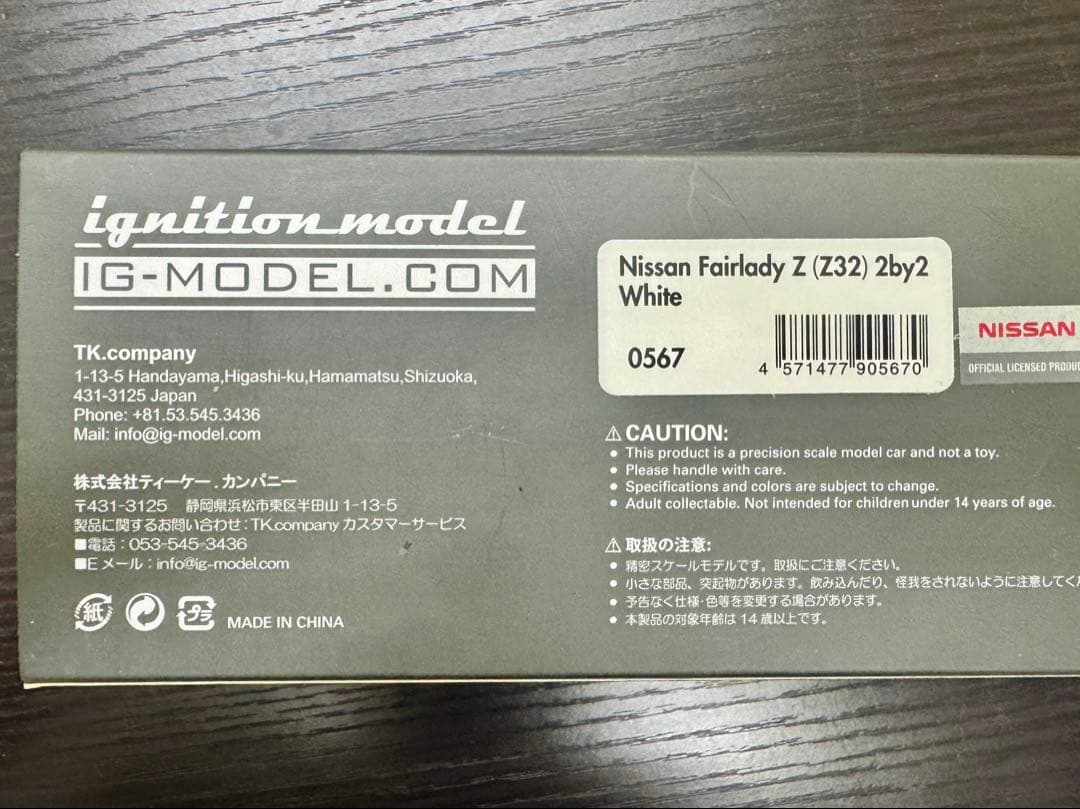 ignition model
IG-MODEL.COM
TK.company
1-13-5 Handayama,Higashi-ku,Hamamatsu,Shizuoka,
431-3125 Japan
Phone: +81.53.545.3436
Mail: info@ig-model.com
株式会社ティーケー.カンパニー
〒431-3125 静岡県浜松市東区半田山1-13-5
製品に関するお問い合わせ:TK.company カスタマーサービス
■電話:053-545-3436
■Eメール:info@ig-model.com
紙 プラ MADE IN CHINA
Nissan Fairlady Z (Z32) 2by2
White
0567
4 571477 905670
NISSAN
OFFICIAL LICENSED PRODUC
⚠ CAUTION:
● This product is a precision scale model car and not a toy.
● Please handle with care.
● Specifications and colors are subject to change.
● Adult collectable. Not intended for children under 14 years of age.
⚠ 取扱の注意:
● 精密スケールモデルです。取扱にご注意ください。
● 小さな部品、突起物があります。飲み込んだり、怪我をされないように注意してく
● 予告なく仕様・色等を変更する場合があります。
● 本製品の対象年齢は14歳以上です。